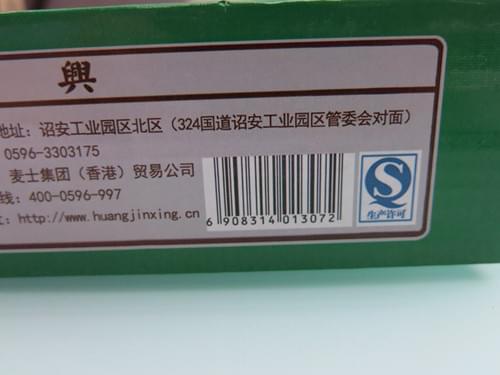 興
地址: 诏安工业园区北区 (324国道诏安工业园区管委会对面)
0596-3303175
麦士集团 (香港) 贸易公司
线: 400-0596-997
: http://www.huangjinxing.cn
6 908314 013072
QS
生产许可